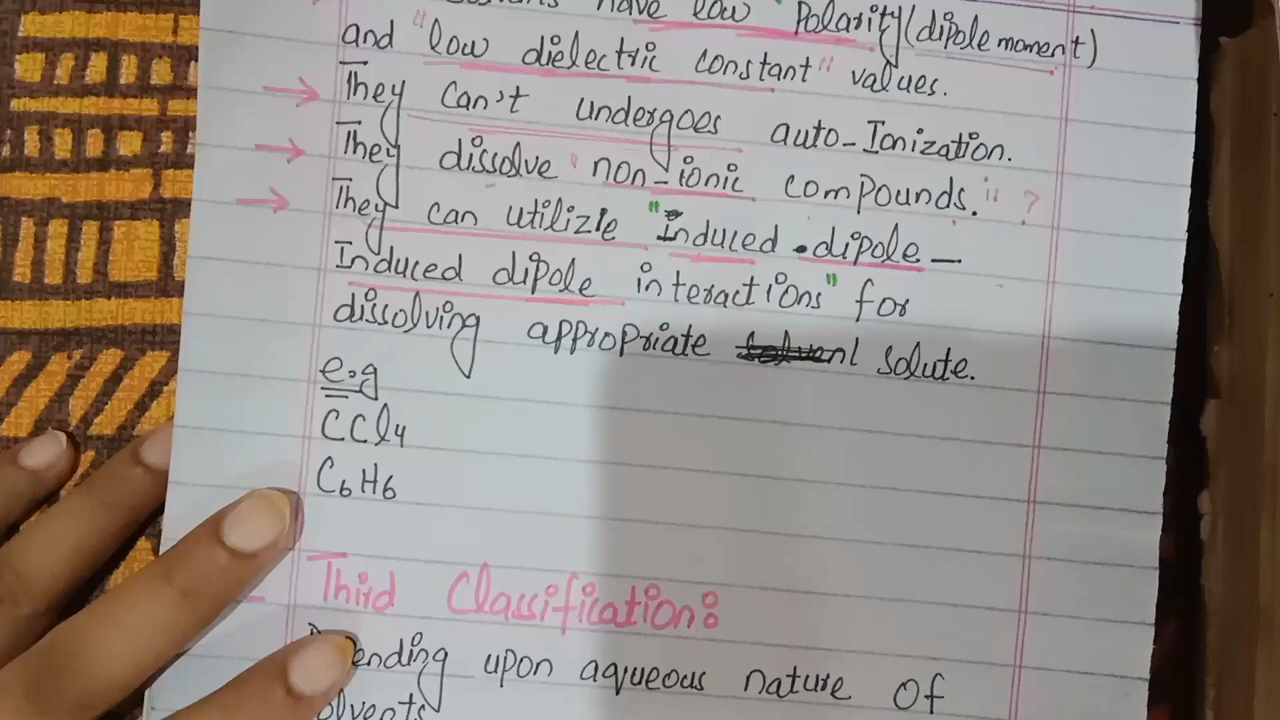 have low Polarity (dipole moment)
and "low dielectric constant" values.
→ They can't undergoes auto-Ionization.
→ They dissolve "non-ionic compounds." ?
→ They can utilizie "Induced dipole -
Induced dipole interactions" for
dissolving appropriate solute.
e.g
CCl4
C6H6
Third Classification:
upon aqueous nature of